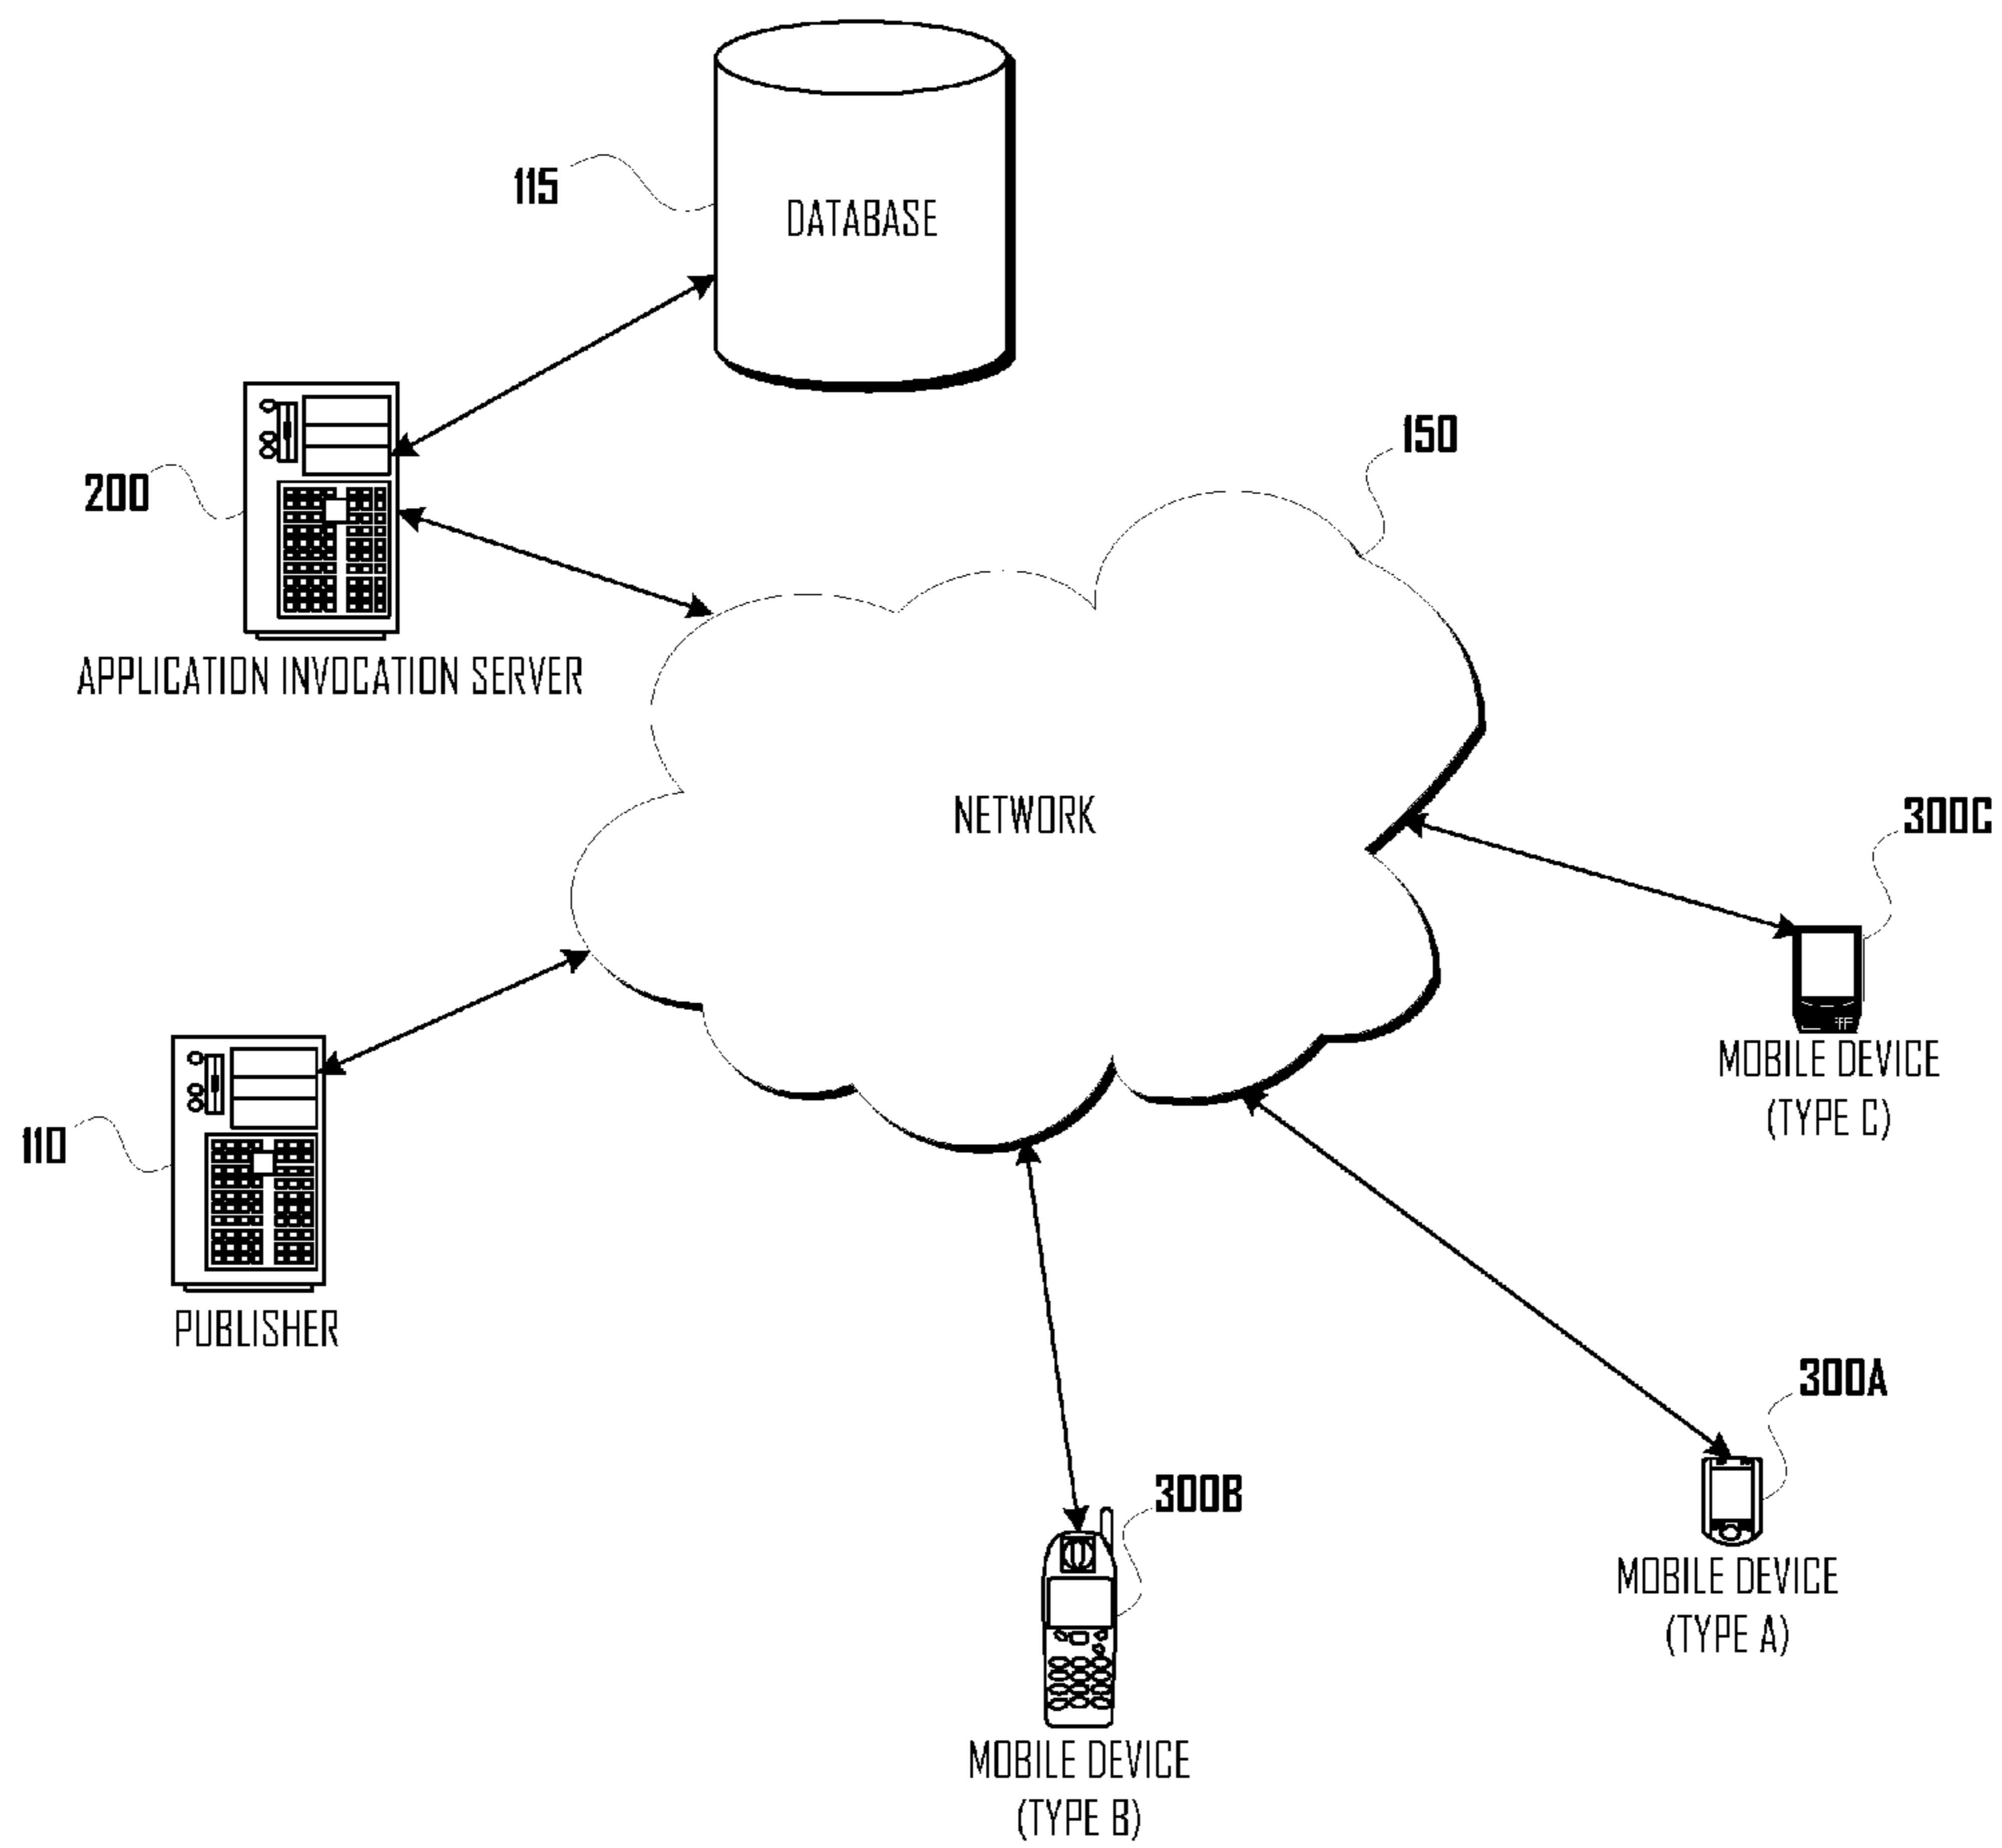 115
DATABASE
150
200
APPLICATION INVOCATION SERVER
NETWORK
300C
MOBILE DEVICE
(TYPE C)
110
PUBLISHER
300A
MOBILE DEVICE
(TYPE A)
300B
MOBILE DEVICE
(TYPE B)